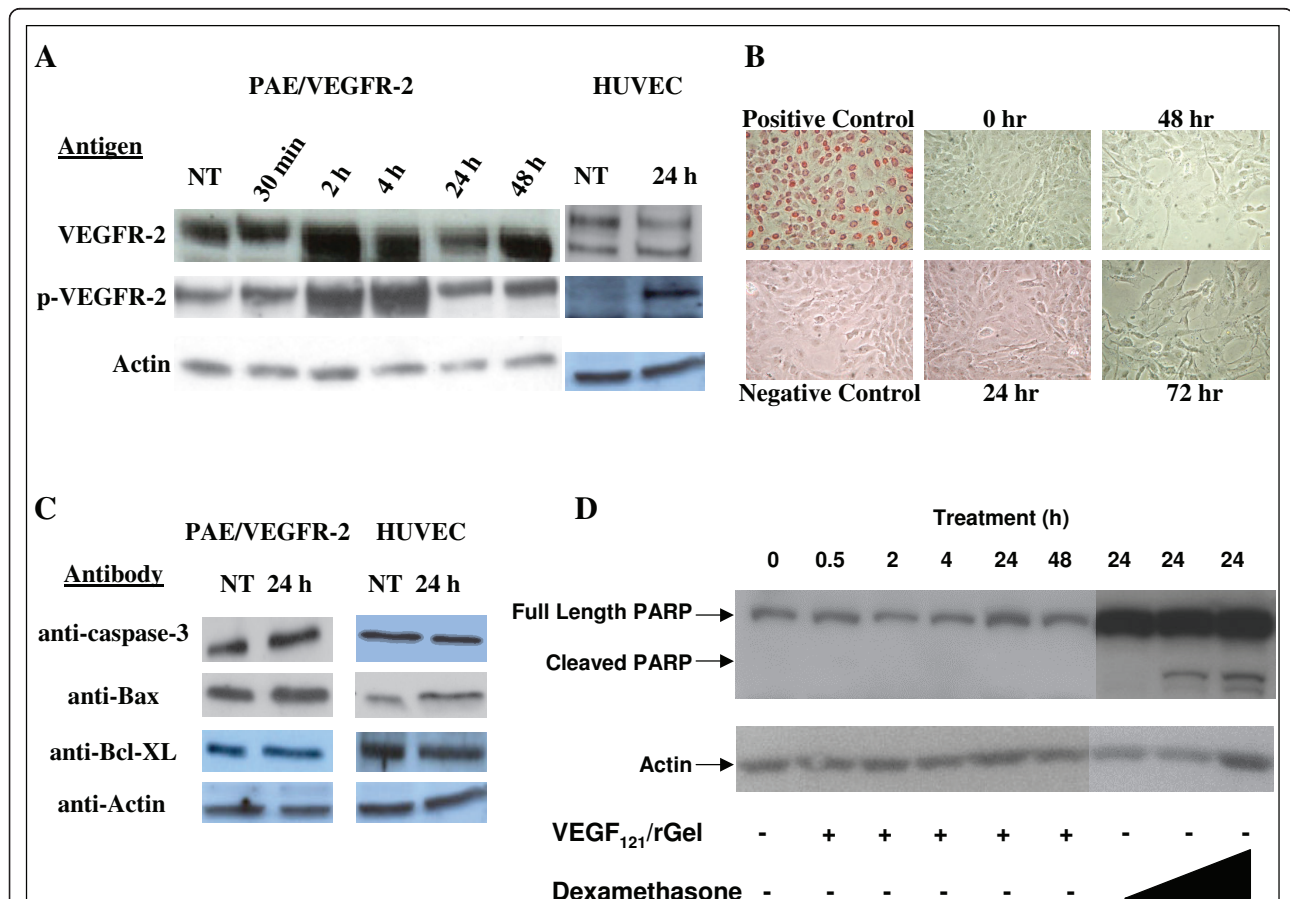 A
PAE/VEGFR-2 HUVEC
Antigen
NT 30 min 2 h 4 h 24 h 48 h NT 24 h
VEGFR-2
p-VEGFR-2
Actin
B
Positive Control 0 hr 48 hr
Negative Control 24 hr 72 hr
C
PAE/VEGFR-2 HUVEC
Antibody
NT 24 h NT 24 h
anti-caspase-3
anti-Bax
anti-Bcl-XL
anti-Actin
D
Treatment (h)
0 0.5 2 4 24 48 24 24 24
Full Length PARP
Cleaved PARP
Actin
VEGF121/rGel - + + + + + - - -
Dexamethasone - - - - - -